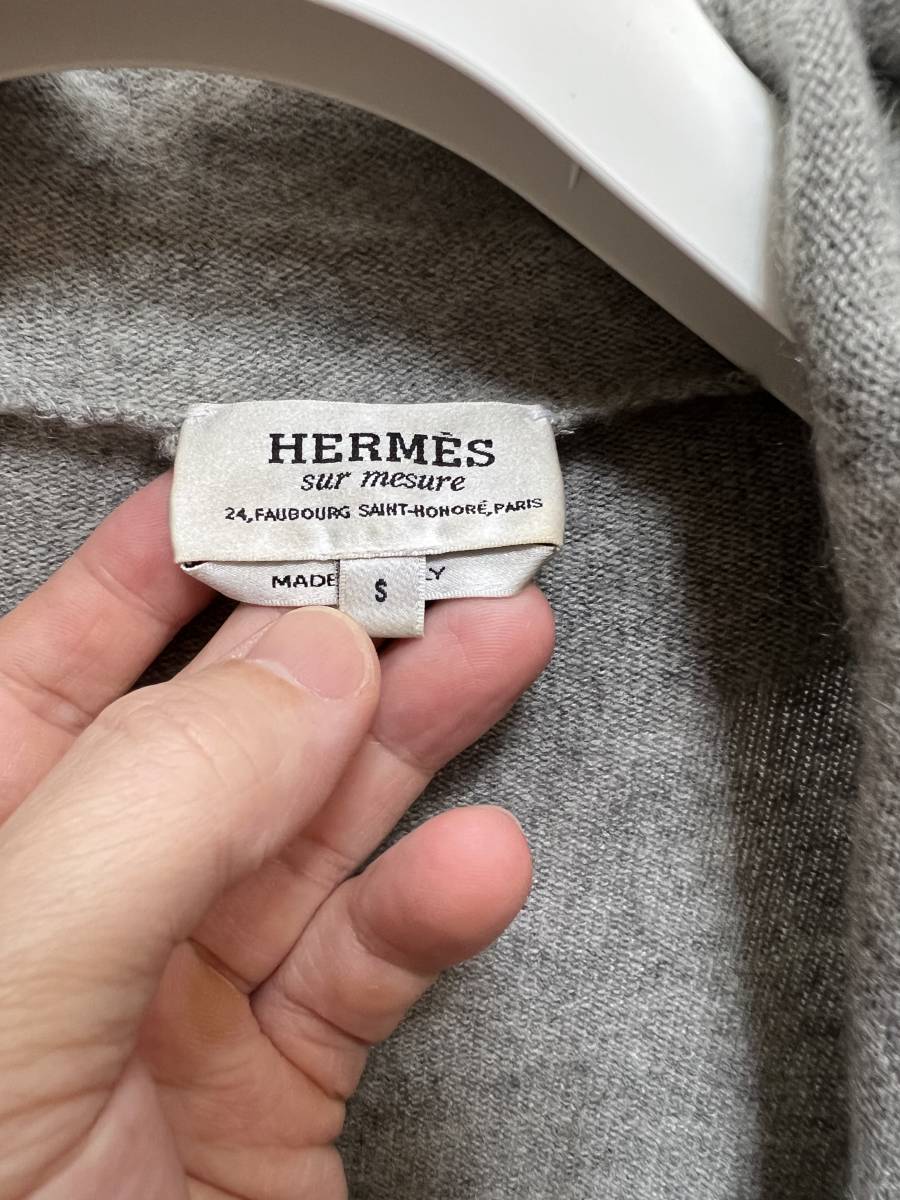 HERMÈS
sur mesure
24, FAUBOURG SAINT-HONORÉ, PARIS
MADE
S